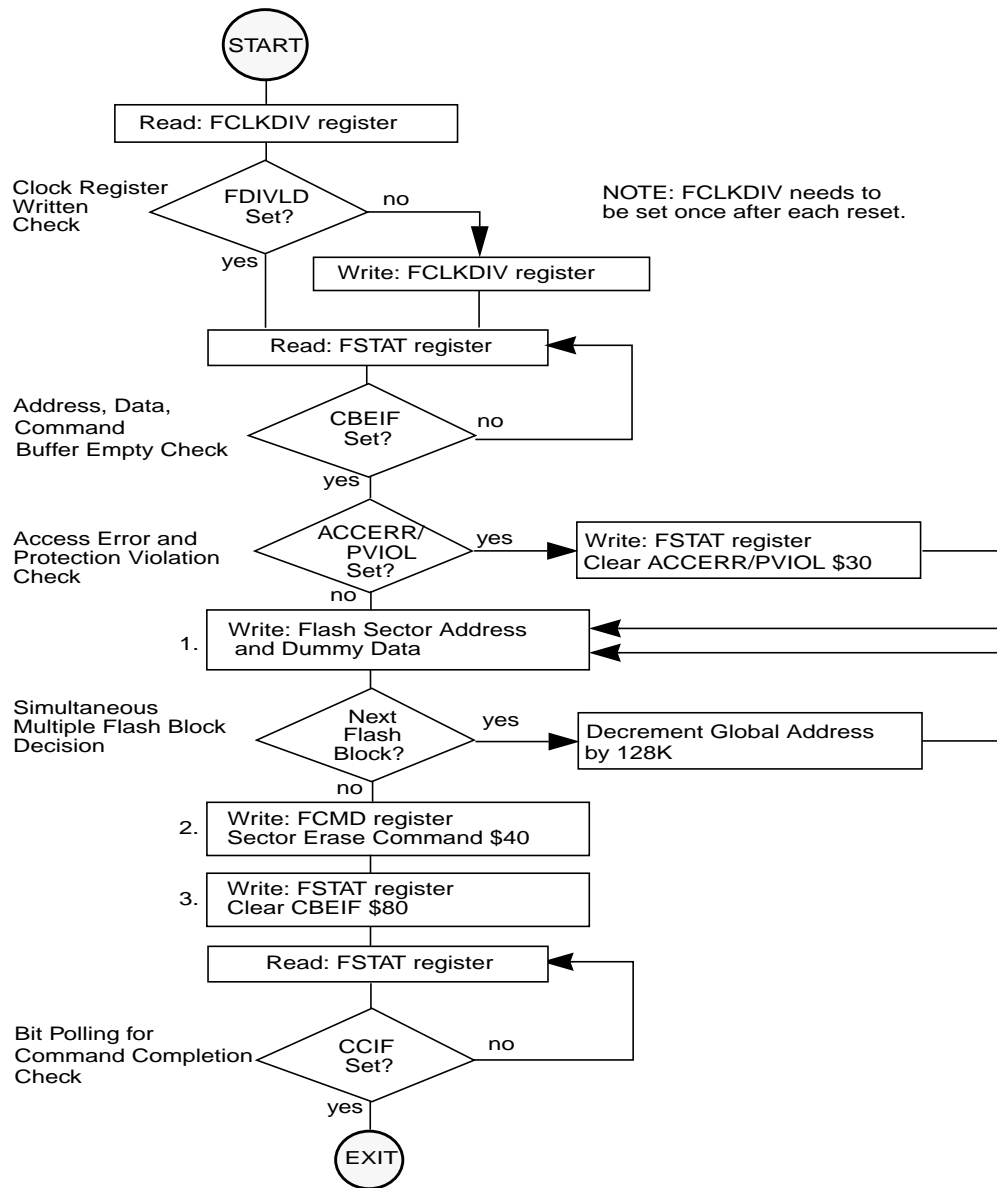 START
Read: FCLKDIV register
Clock Register
Written
Check
FDIVLD
Set?
no
yes
NOTE: FCLKDIV needs to
be set once after each reset.
Write: FCLKDIV register
Read: FSTAT register
Address, Data,
Command
Buffer Empty Check
CBEIF
Set?
no
yes
Access Error and
Protection Violation
Check
ACCERR/
PVIOL
Set?
yes
no
Write: FSTAT register
Clear ACCERR/PVIOL $30
1.
Write: Flash Sector Address
and Dummy Data
Simultaneous
Multiple Flash Block
Decision
Next
Flash
Block?
yes
no
Decrement Global Address
by 128K
2.
Write: FCMD register
Sector Erase Command $40
3.
Write: FSTAT register
Clear CBEIF $80
Read: FSTAT register
Bit Polling for
Command Completion
Check
CCIF
Set?
no
yes
EXIT